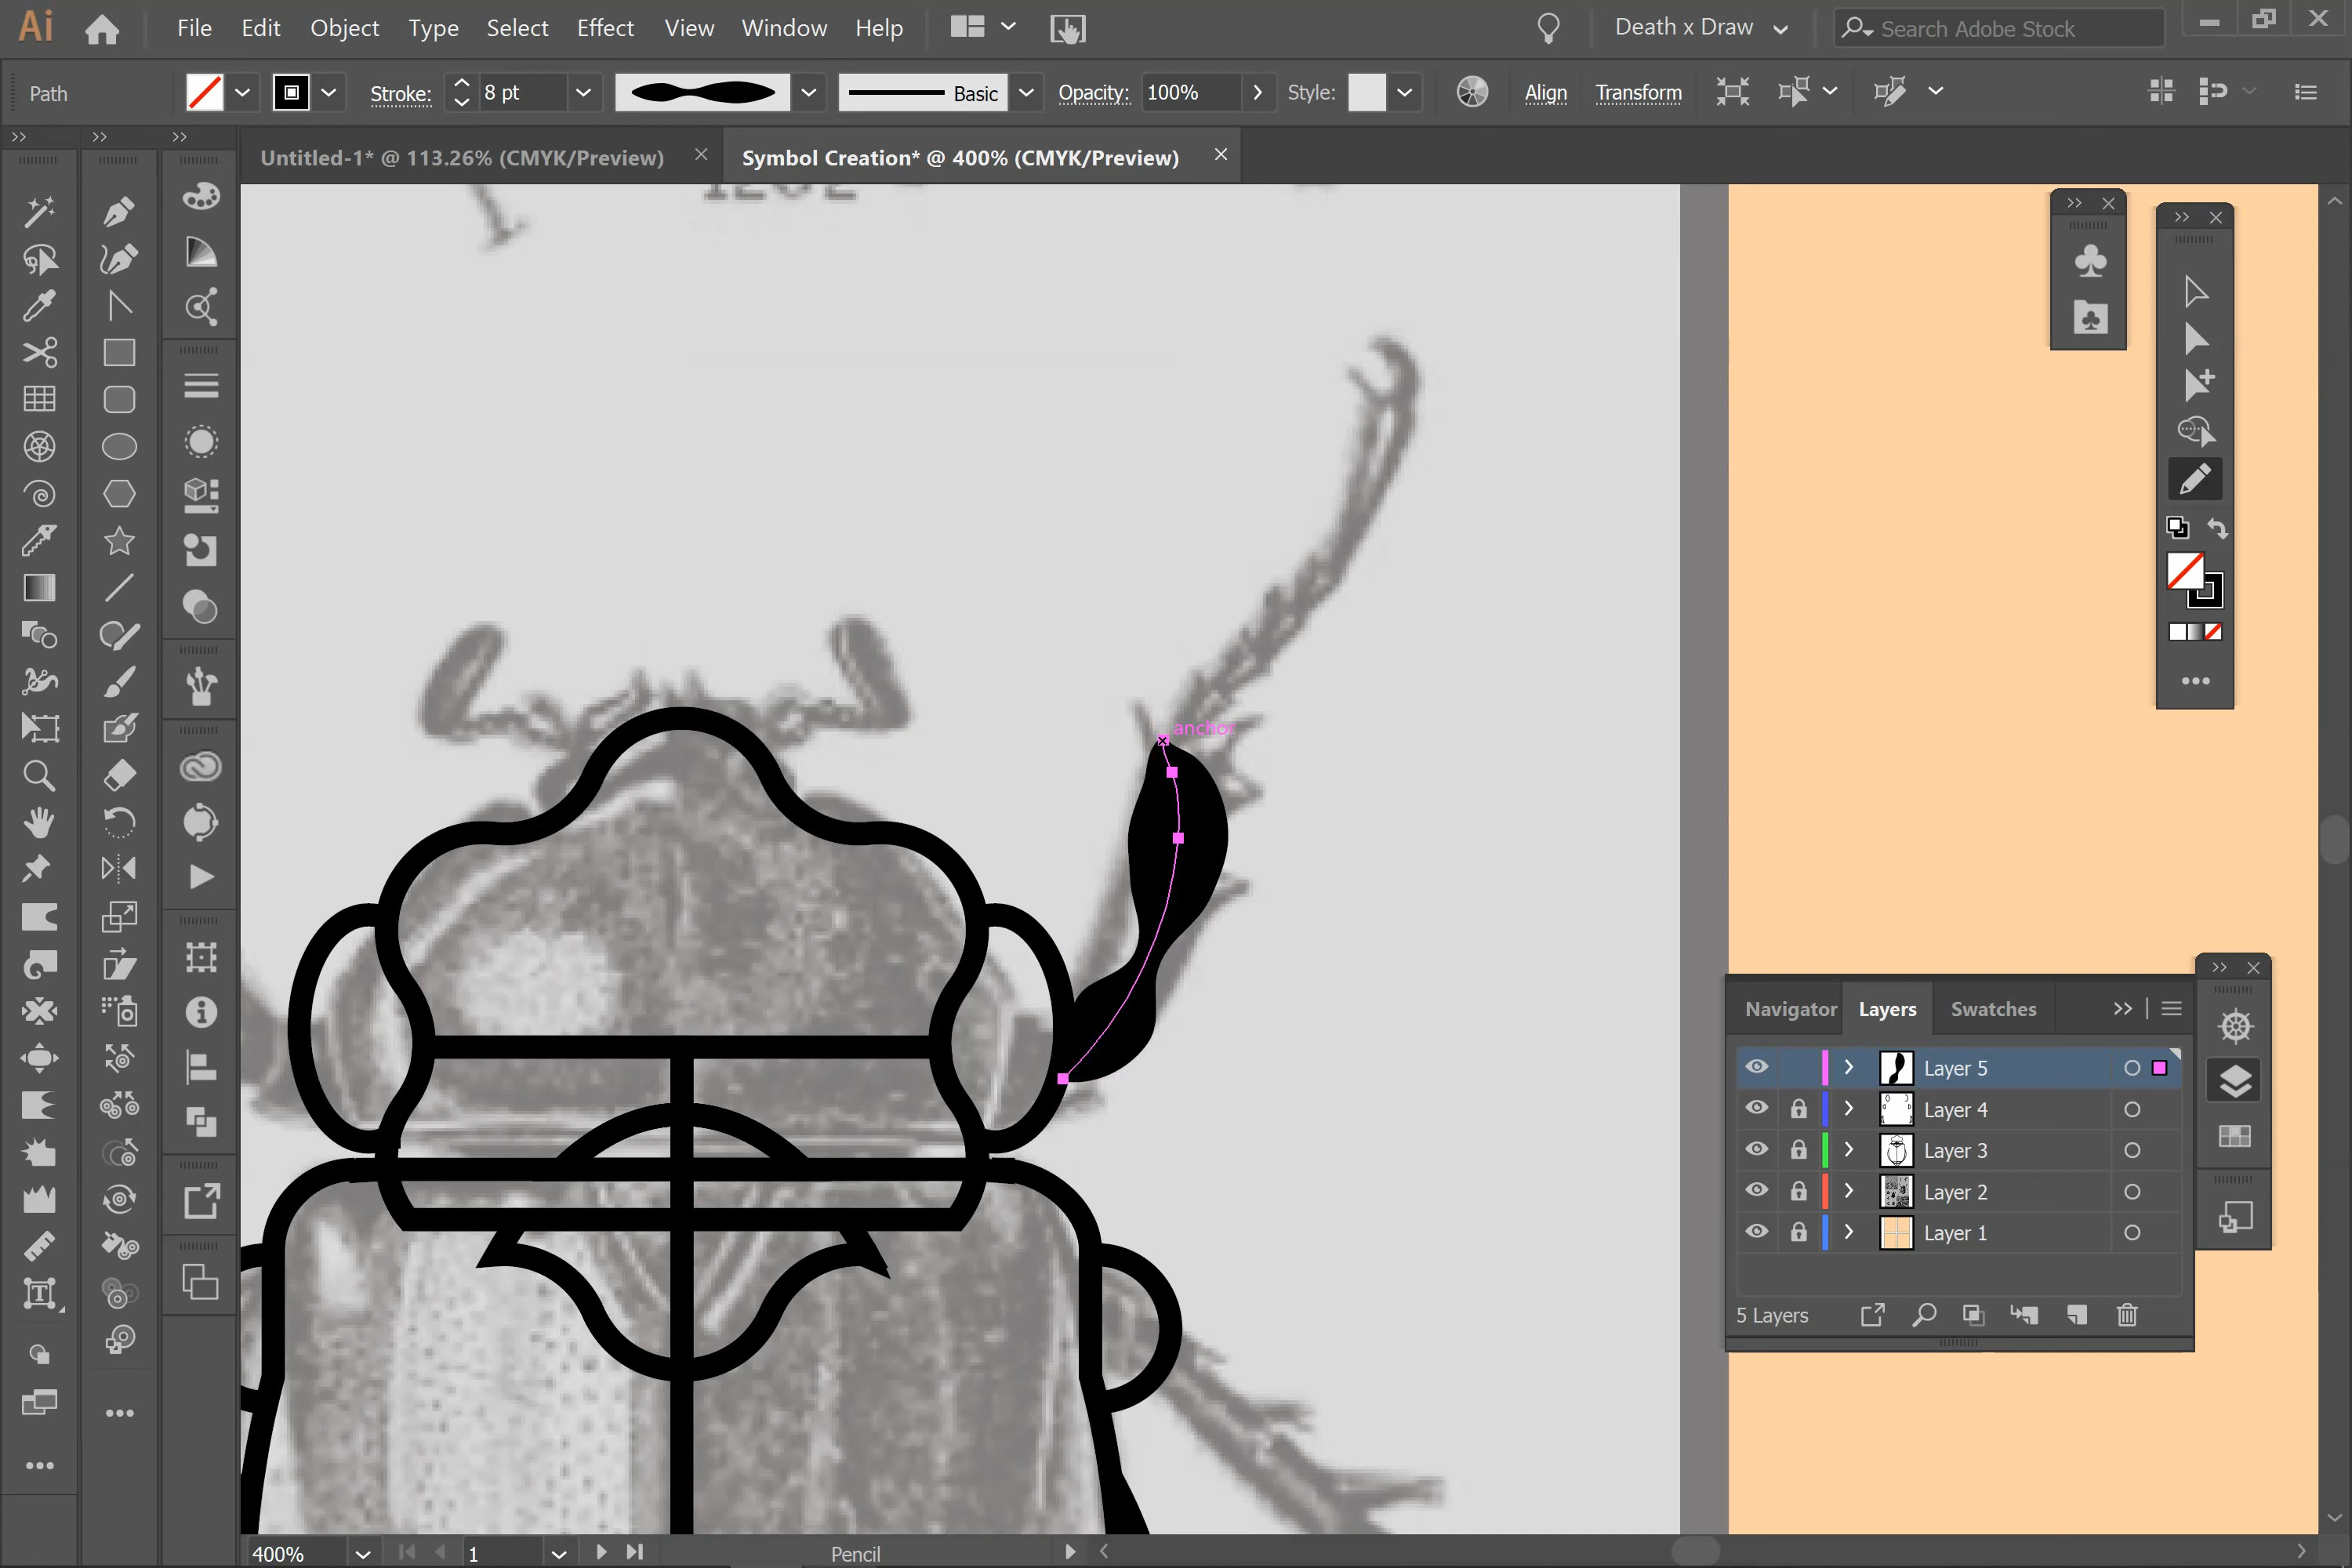 Ai File Edit Object Type Select Effect View Window Help Death x Draw Search Adobe Stock
Path Stroke: 8 pt Basic Opacity: 100% Style: Align Transform
Untitled-1* @ 113.26% (CMYK/Preview) Symbol Creation* @ 400% (CMYK/Preview)
anchor
Navigator Layers Swatches
Layer 5
Layer 4
Layer 3
Layer 2
Layer 1
5 Layers
400% 1 Pencil